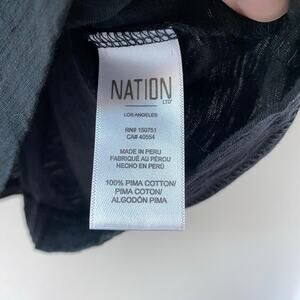 NATION
LTD
LOS ANGELES
RN# 150751
CA# 40554
MADE IN PERU
FABRIQUÉ AU PÉROU
HECHO EN PERÚ
100% PIMA COTTON/
PIMA COTON/
ALGODÓN PIMA